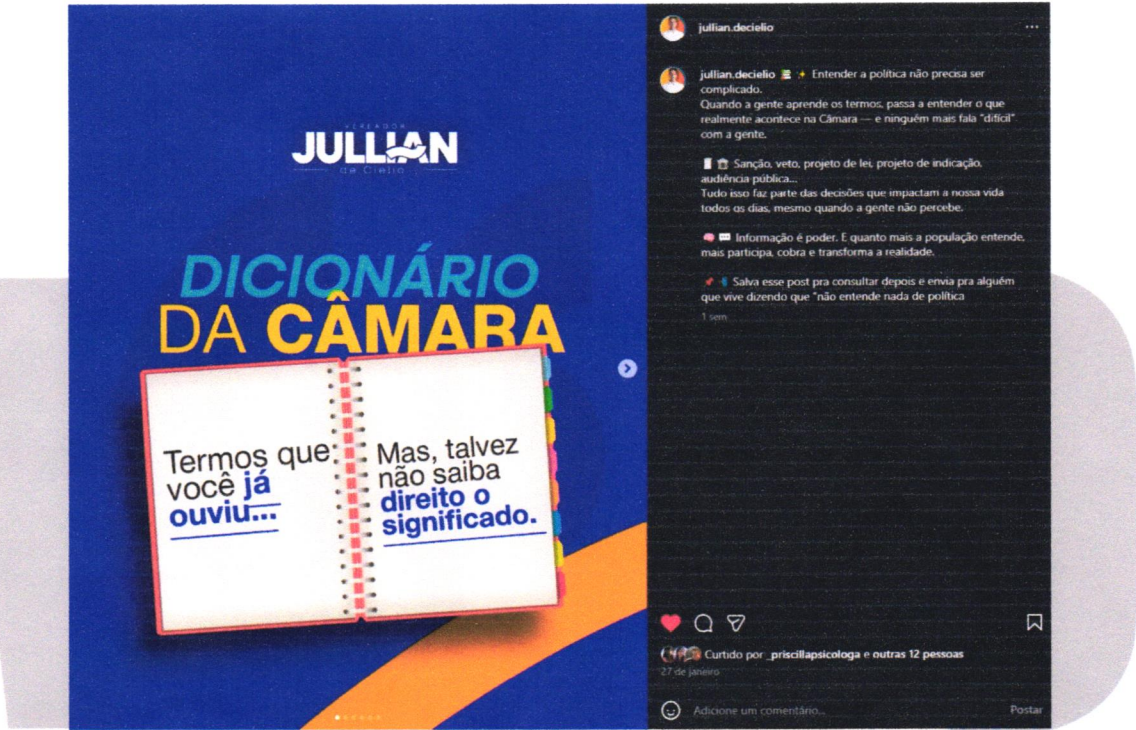 VEREADOR
JULLIAN
de Cielio
DICIONÁRIO
DA CÂMARA
Termos que
você já
ouviu...
Mas, talvez
não saiba
direito o
significado.
jullian.decielio
jullian.decielio Entender a política não precisa ser
complicado.
Quando a gente aprende os termos, passa a entender o que
realmente acontece na Câmara — e ninguém mais fala "difícil"
com a gente.
Sanção, veto, projeto de lei, projeto de indicação,
audiência pública...
Tudo isso faz parte das decisões que impactam a nossa vida
todos os dias, mesmo quando a gente não percebe.
Informação é poder. E quanto mais a população entende,
mais participa, cobra e transforma a realidade.
Salva esse post pra consultar depois e envia pra alguém
que vive dizendo que "não entende nada de política
1 sem
Curtido por _priscillapsicologa e outras 12 pessoas
27 de janeiro
Adicione um comentário...
Postar